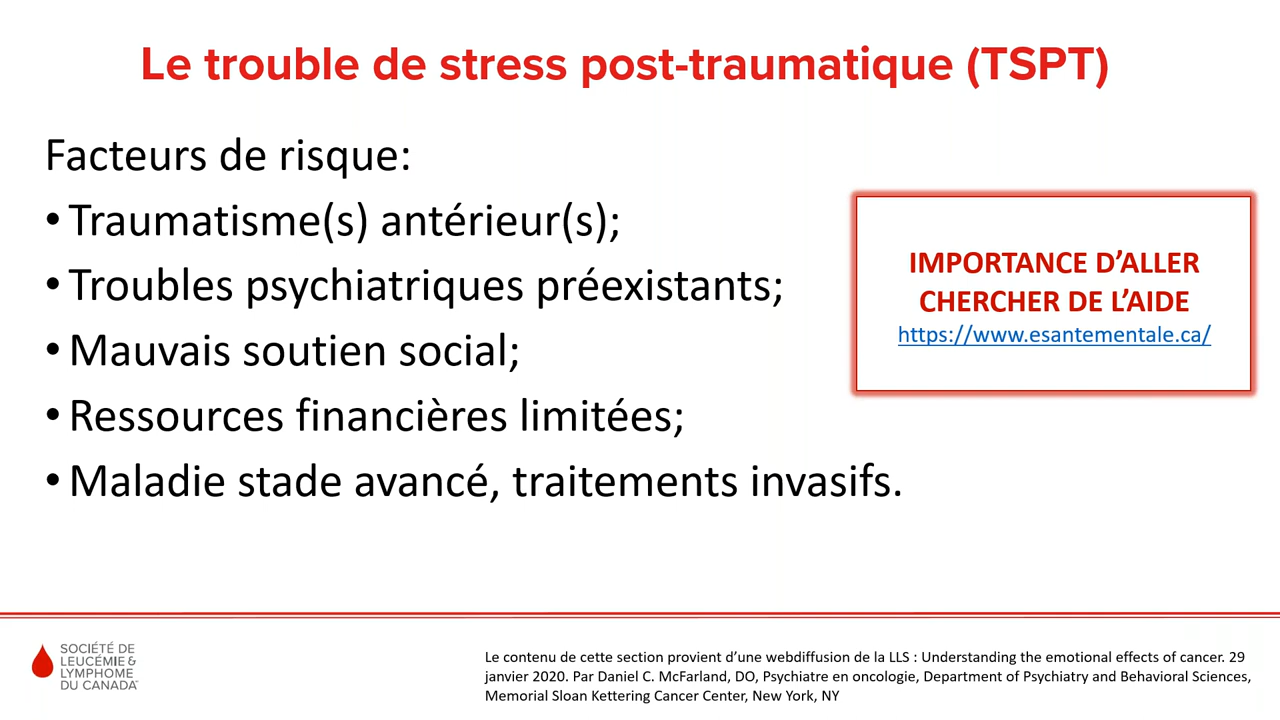 Le trouble de stress post-traumatique (TSPT)
Facteurs de risque:
• Traumatisme(s) antérieur(s);
• Troubles psychiatriques préexistants;
• Mauvais soutien social;
• Ressources financières limitées;
• Maladie stade avancé, traitements invasifs.
IMPORTANCE D’ALLER
CHERCHER DE L’AIDE
https://www.esantementale.ca/
SOCIÉTÉ DE
LEUCÉMIE &
LYMPHOME
DU CANADA
Le contenu de cette section provient d’une webdiffusion de la LLS : Understanding the emotional effects of cancer. 29
janvier 2020. Par Daniel C. McFarland, DO, Psychiatre en oncologie, Department of Psychiatry and Behavioral Sciences,
Memorial Sloan Kettering Cancer Center, New York, NY